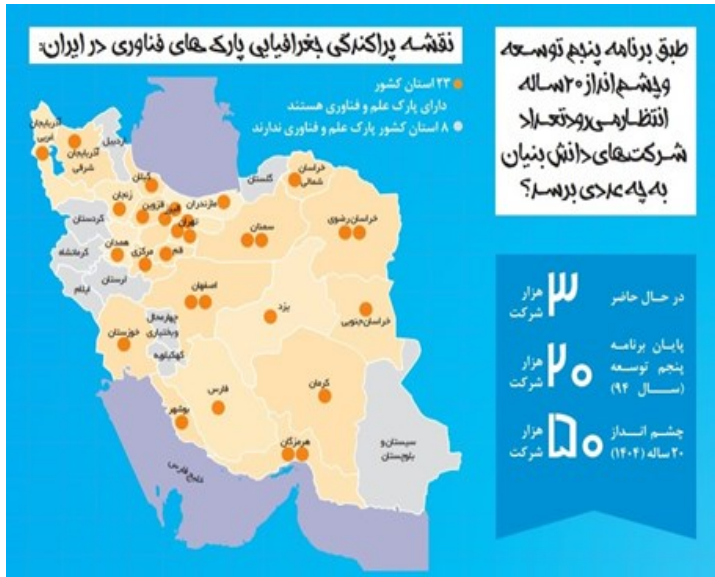 طبق برنامه پنجم توسعه
و چشم انداز ۲۰ ساله
انتظار می رود تعداد
شرکت های دانش بنیان
به چه عددی برسد؟
در حال حاضر
۳ هزار شرکت
پایان برنامه
پنجم توسعه
(سال ۹۴)
۲۰ هزار شرکت
چشم انداز
۲۰ ساله (۱۴۰۴)
۵۰ هزار شرکت
نقشه پراکندگی جغرافیایی پارک های فناوری در ایران:
۲۳ استان کشور
دارای پارک علم و فناوری هستند
۸ استان کشور پارک علم و فناوری ندارند
آذربایجان
غربی
آذربایجان
شرقی
اردبیل
گیلان
زنجان
قزوین
البرز
تهران
مازندران
گلستان
خراسان
شمالی
خراسان رضوی
سمنان
کردستان
همدان
مرکزی
قم
کرمانشاه
لرستان
ایلام
اصفهان
یزد
خراسان جنوبی
خوزستان
چهارمحال
و بختیاری
کهکیلویه
فارس
کرمان
بوشهر
هرمزگان
سیستان و
بلوچستان
خلیج فارس